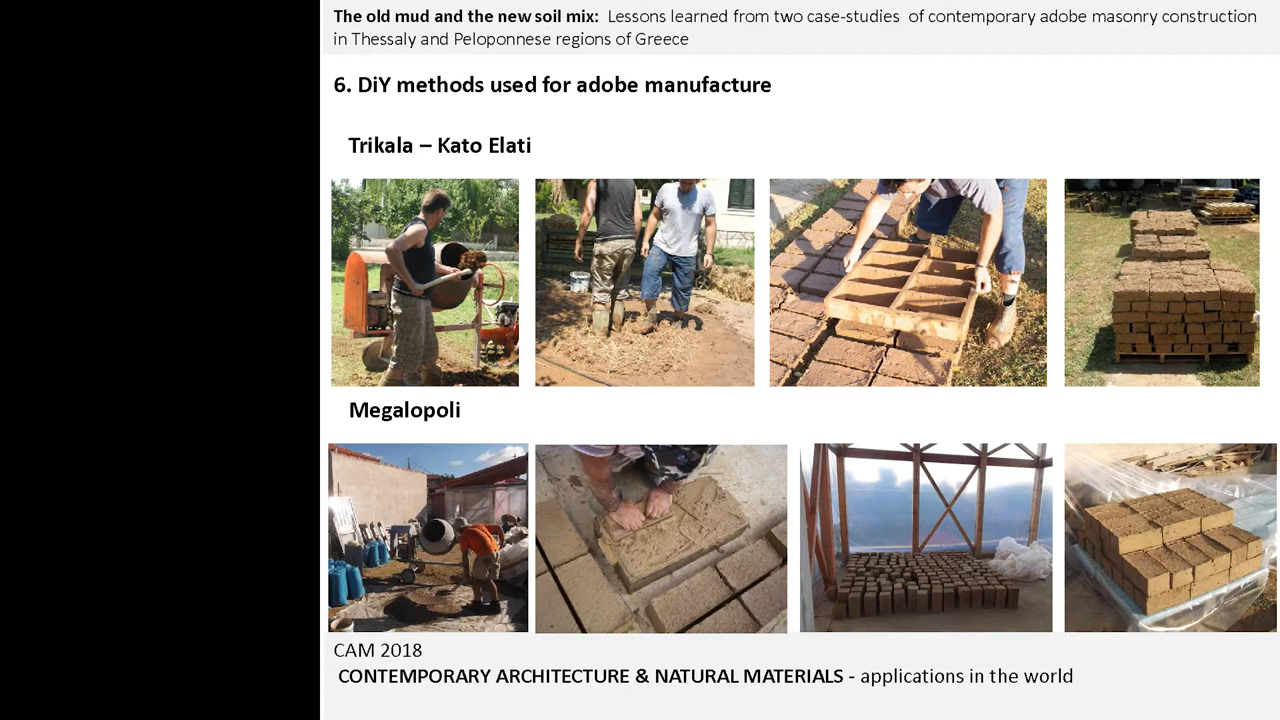 The old mud and the new soil mix: Lessons learned from two case-studies of contemporary adobe masonry construction
in Thessaly and Peloponnese regions of Greece
6. DiY methods used for adobe manufacture
Trikala – Kato Elati
Megalopoli
CAM 2018
CONTEMPORARY ARCHITECTURE & NATURAL MATERIALS - applications in the world